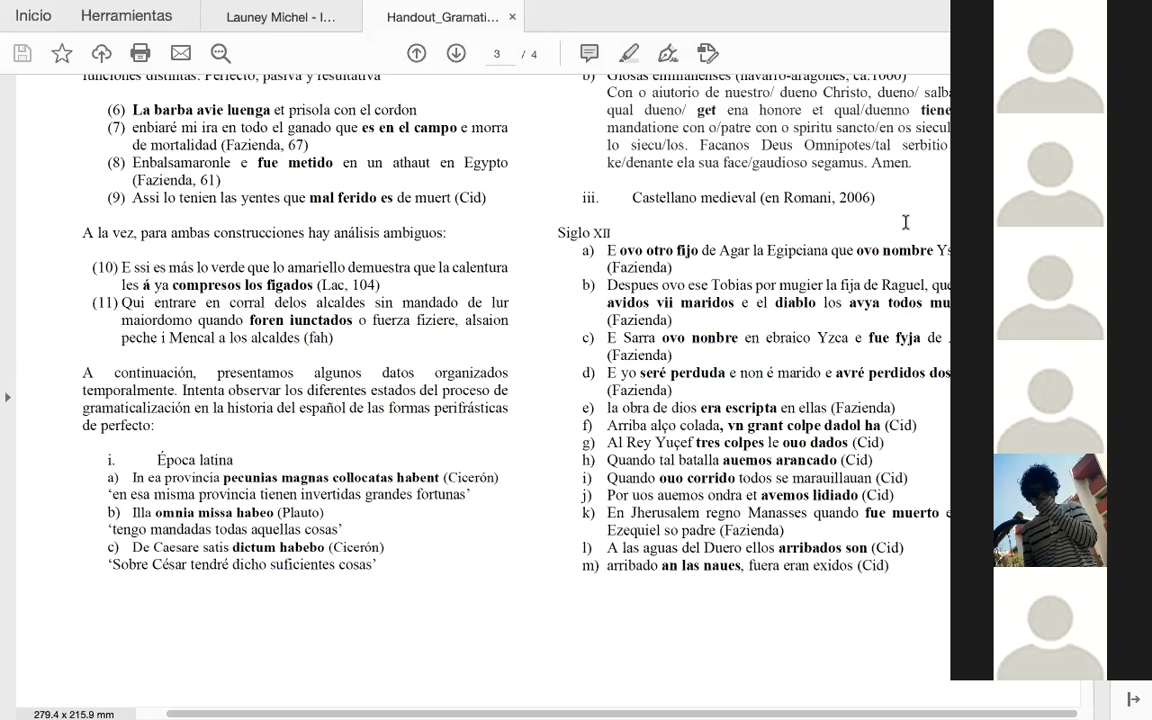 Inicio
Herramientas
Launey Michel - I...
Handout_Gramati...
3 / 4
funciones distintas. Perfecto, pasiva y resultativa
(6) La barba avie luenga et prisola con el cordon
(7) enbiaré mi ira en todo el ganado que es en el campo e morra
de mortalidad (Fazienda, 67)
(8) Enbalsamaronle e fue metido en un athaut en Egypto
(Fazienda, 61)
(9) Assi lo tenien las yentes que mal ferido es de muert (Cid)
A la vez, para ambas construcciones hay análisis ambiguos:
(10) E ssi es más lo verde que lo amariello demuestra que la calentura
les á ya compresos los figados (Lac, 104)
(11) Qui entrare en corral delos alcaldes sin mandado de lur
maiordomo quando foren iunctados o fuerza fiziere, alsaion
peche i Mencal a los alcaldes (fah)
A continuación, presentamos algunos datos organizados
temporalmente. Intenta observar los diferentes estados del proceso de
gramaticalización en la historia del español de las formas perifrásticas
de perfecto:
i. Época latina
a) In ea provincia pecunias magnas collocatas habent (Cicerón)
‘en esa misma provincia tienen invertidas grandes fortunas’
b) Illa omnia missa habeo (Plauto)
‘tengo mandadas todas aquellas cosas’
c) De Caesare satis dictum habebo (Cicerón)
‘Sobre César tendré dicho suficientes cosas’
b) Glosas emilianenses (navarro-aragonés, ca.1000)
Con o aiutorio de nuestro/ dueno Christo, dueno/ salb
qual dueno/ get ena honore et qual/duenno tiene
mandatione con o/patre con o spiritu sancto/en os siecul
lo siecu/los. Facanos Deus Omnipotes/tal serbitio
ke/denante ela sua face/gaudioso segamus. Amen.
iii. Castellano medieval (en Romani, 2006)
Siglo XII
a) E ovo otro fijo de Agar la Egipciana que ovo nombre Ys
(Fazienda)
b) Despues ovo ese Tobias por mugier la fija de Raguel, que
avidos vii maridos e el diablo los avya todos mu
(Fazienda)
c) E Sarra ovo nonbre en ebraico Yzca e fue fyja de
(Fazienda)
d) E yo seré perduda e non é marido e avré perdidos dos
(Fazienda)
e) la obra de dios era escripta en ellas (Fazienda)
f) Arriba alço colada, vn grant colpe dadol ha (Cid)
g) Al Rey Yuçef tres colpes le ouo dados (Cid)
h) Quando tal batalla auemos arancado (Cid)
i) Quando ouo corrido todos se marauillauan (Cid)
j) Por uos auemos ondra et avemos lidiado (Cid)
k) En Jherusalem regno Manasses quando fue muerto e
Ezequiel so padre (Fazienda)
l) A las aguas del Duero ellos arribados son (Cid)
m) arribado an las naues, fuera eran exidos (Cid)
279.4 x 215.9 mm